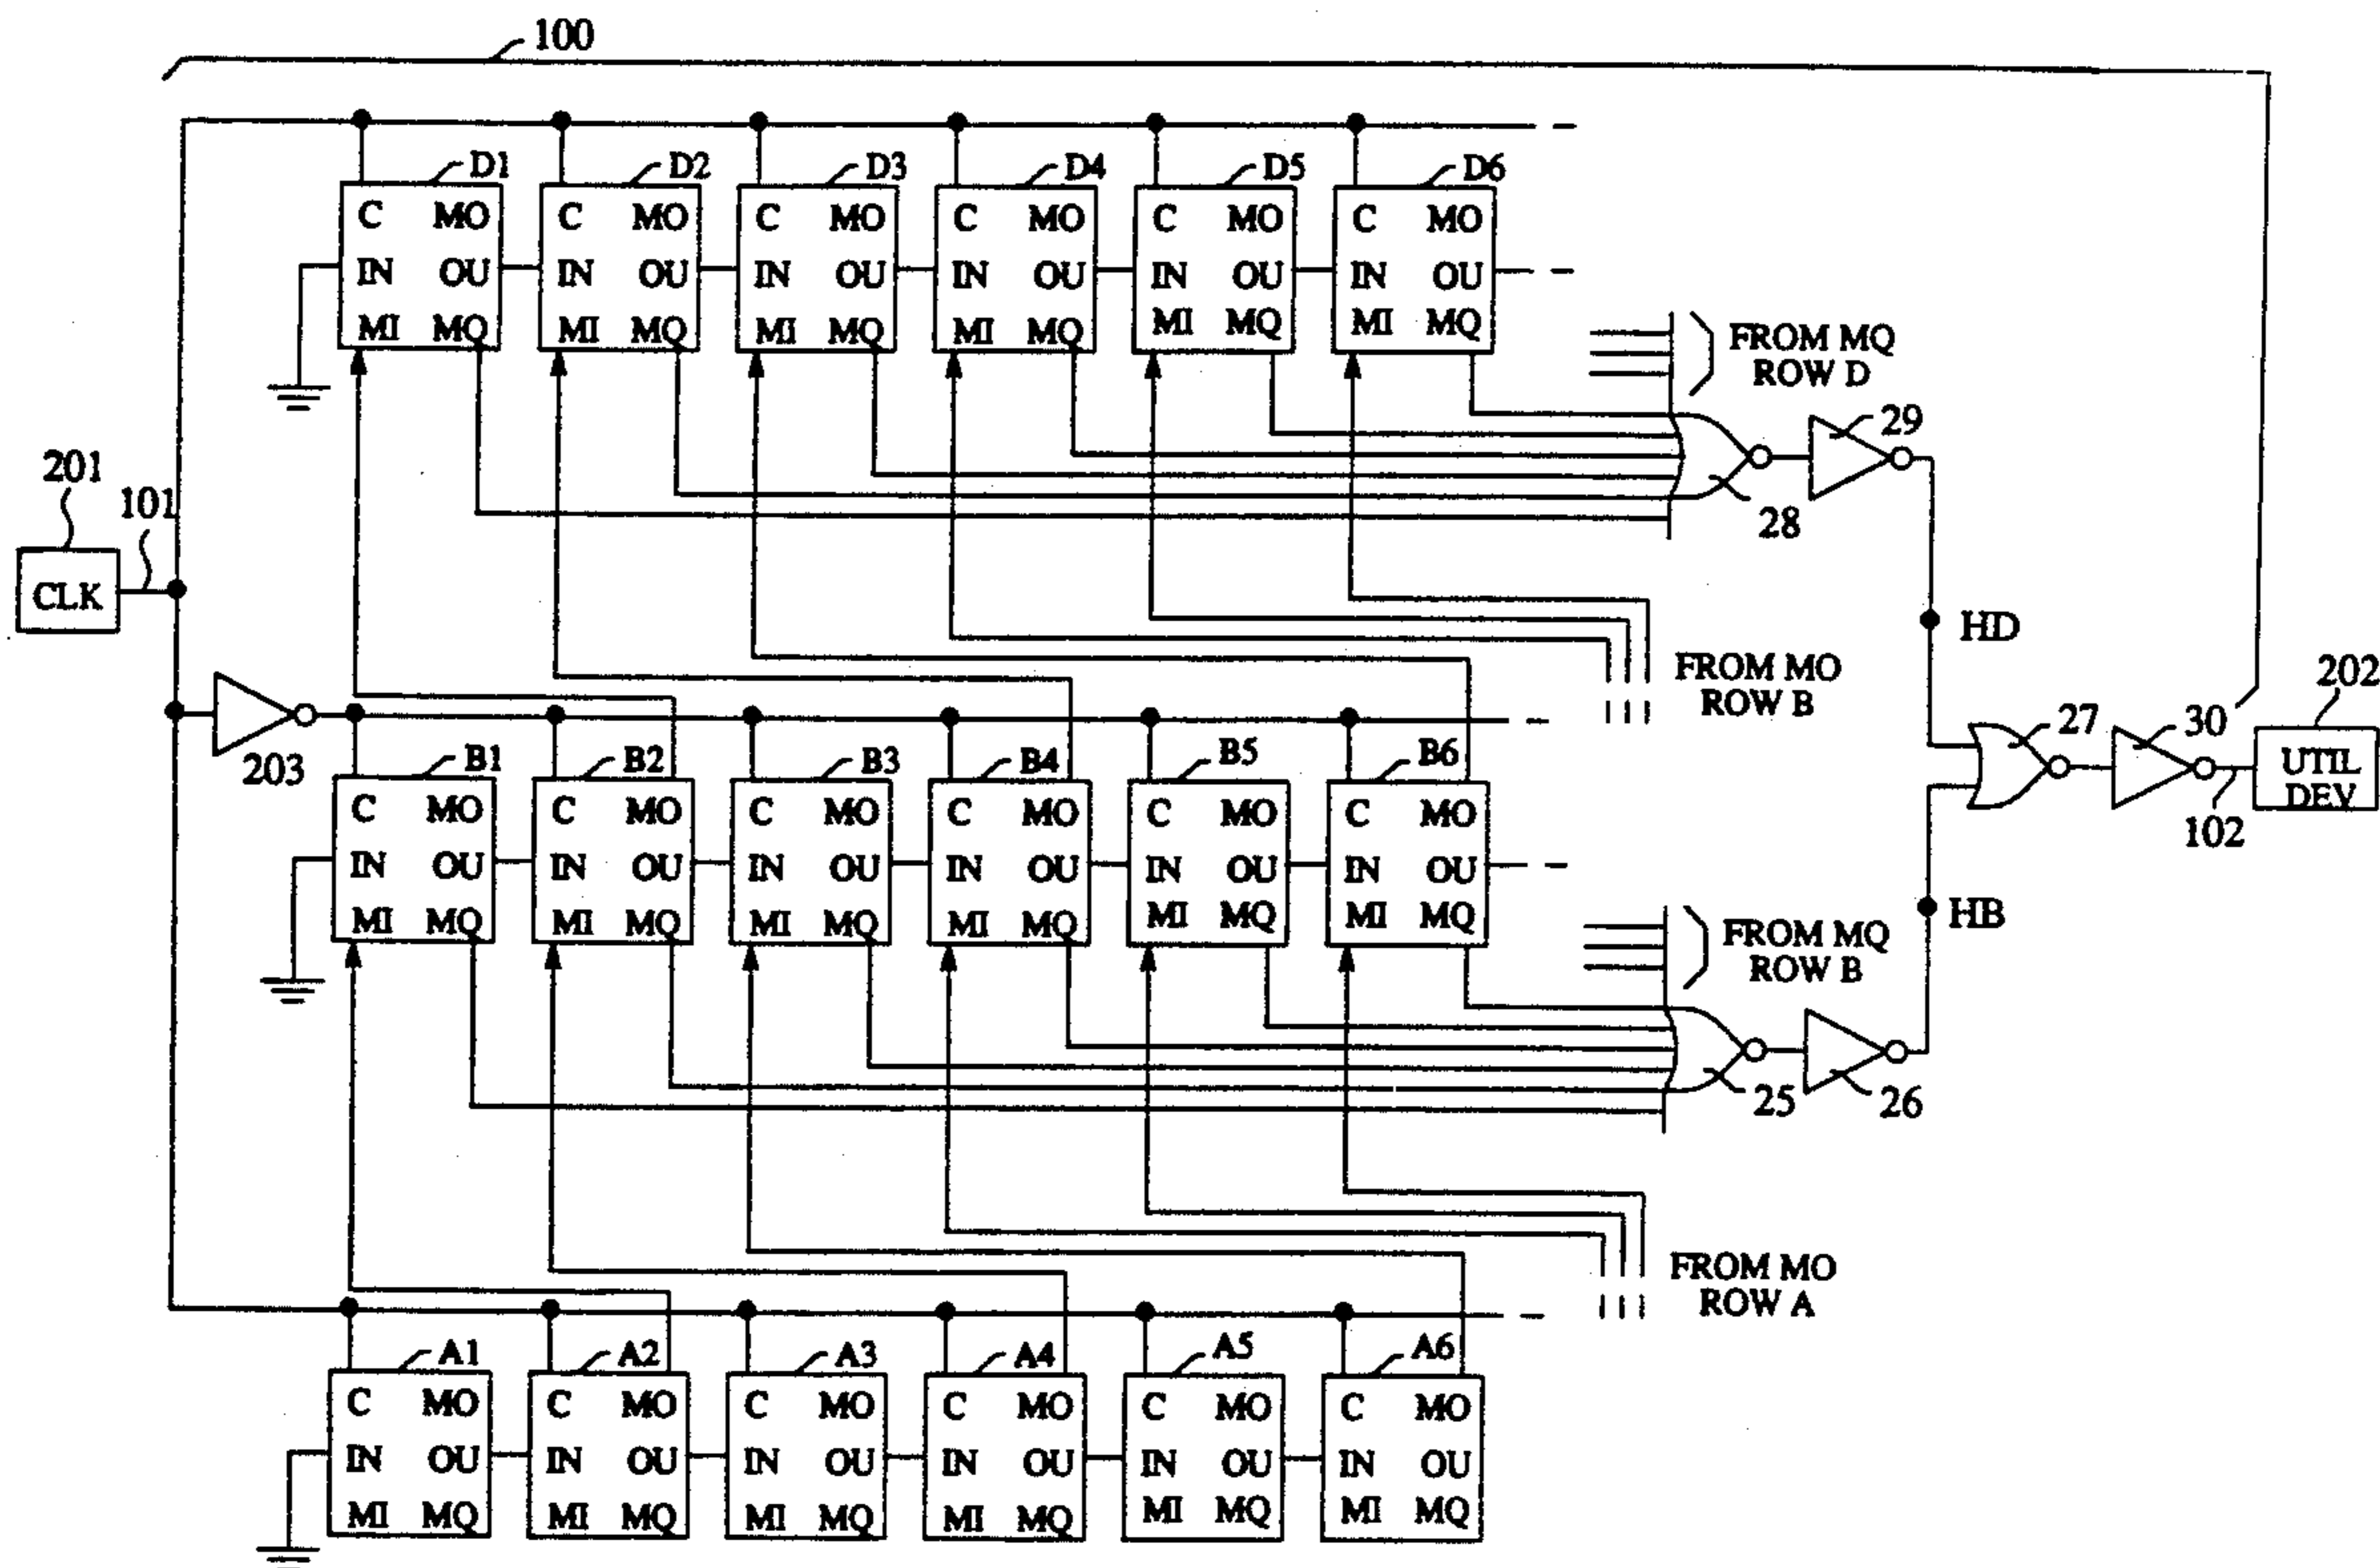 100
D1 D2 D3 D4 D5 D6
C MO C MO C MO C MO C MO C MO
IN OU IN OU IN OU IN OU IN OU IN OU
MI MQ MI MQ MI MQ MI MQ MI MQ MI MQ
FROM MQ
ROW D
29
28
201
101
CLK
HD
FROM MO
ROW B
202
27
30
UTIL
DEV
102
203
B1 B2 B3 B4 B5 B6
C MO C MO C MO C MO C MO C MO
IN OU IN OU IN OU IN OU IN OU IN OU
MI MQ MI MQ MI MQ MI MQ MI MQ MI MQ
HB
FROM MQ
ROW B
25
26
FROM MO
ROW A
A1 A2 A3 A4 A5 A6
C MO C MO C MO C MO C MO C MO
IN OU IN OU IN OU IN OU IN OU IN OU
MI MQ MI MQ MI MQ MI MQ MI MQ MI MQ